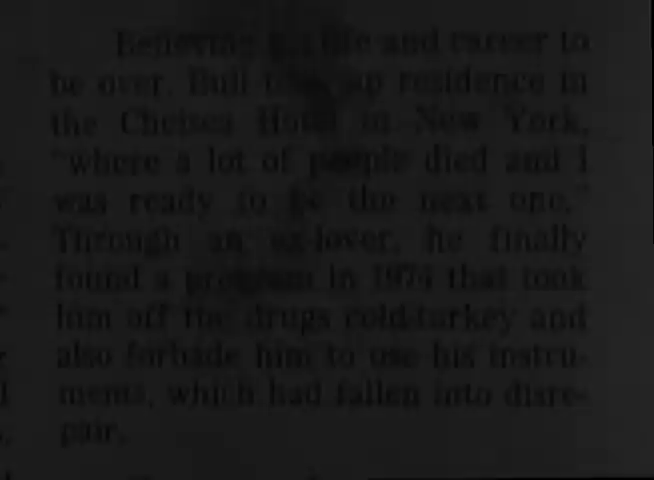 Believing his life and career to
be over, Bull took up residence in
the Chelsea Hotel in New York,
"where a lot of people died and I
was ready to be the next one."
Through an ex-lover, he finally
found a program in 1974 that took
him off the drugs cold-turkey and
also forbade him to use his instru-
ments, which had fallen into disre-
pair.